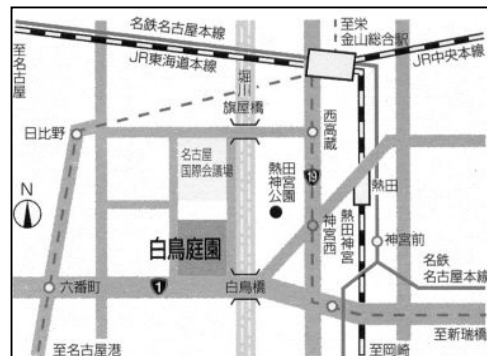 名鉄名古屋本線
JR東海道本線
至名古屋
至栄
金山総合駅
JR中央本線
堀川
旗屋橋
日比野
西高蔵
名古屋
国際会議場
熱田
神宮
公園
19
熱田
N
神宮西
熱田神宮
神宮前
白鳥庭園
名鉄
名古屋本線
六番町
1
白鳥橋
至新瑞橋
至名古屋港
至岡崎